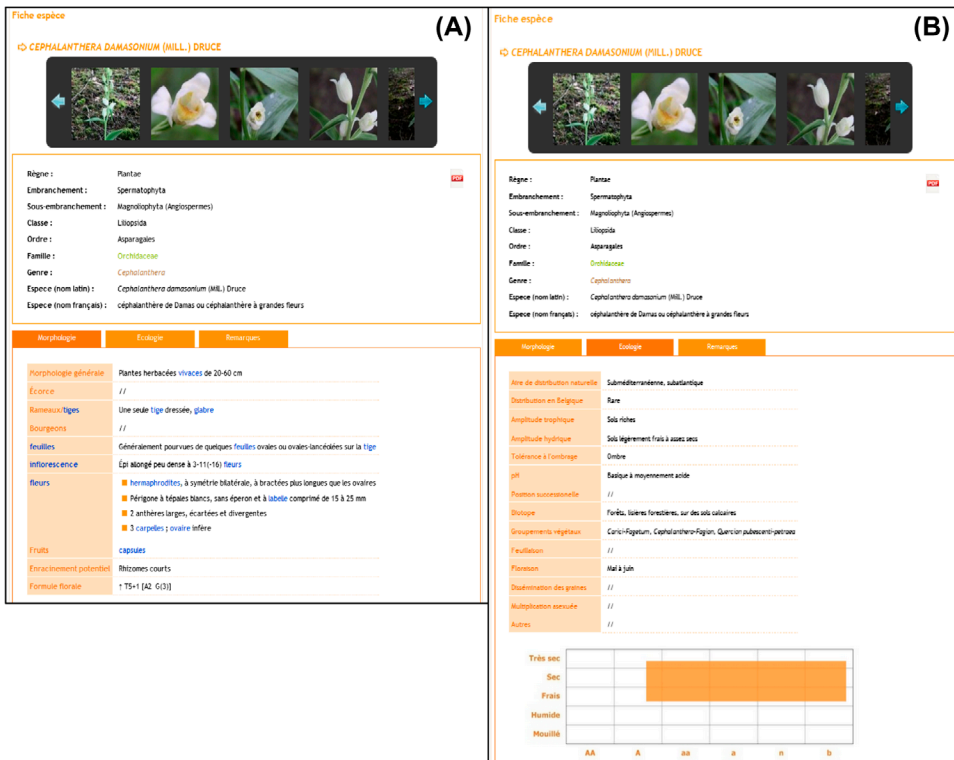 Fiche espèce
(A)
⇨ CEPHALANTHERA DAMASONIUM (MILL.) DRUCE
Règne : Plantae
PDF
Embranchement : Spermatophyta
Sous-embranchement : Magnoliophyta (Angiospermes)
Classe : Liliopsida
Ordre : Asparagales
Famille : Orchidaceae
Genre : Cephalanthera
Espece (nom latin) : Cephalanthera damasonium (Mill.) Druce
Espece (nom français) : céphalanthère de Damas ou céphalanthère à grandes fleurs
Morphologie Ecologie Remarques
Morphologie générale Plantes herbacées vivaces de 20-60 cm
Écorce //
Rameaux/tiges Une seule tige dressée, glabre
Bourgeons //
feuilles Généralement pourvues de quelques feuilles ovales ou ovales-lancéolées sur la tige
inflorescence Épi allongé peu dense à 3-11(-16) fleurs
fleurs ■ hermaphrodites, à symétrie bilatérale, à bractées plus longues que les ovaires
■ Périgone à tépales blancs, sans éperon et à labelle comprimé de 15 à 25 mm
■ 2 anthères larges, écartées et divergentes
■ 3 carpelles ; ovaire infère
Fruits capsules
Enracinement potentiel Rhizomes courts
Formule florale ↑ T5+1 [A2 G(3)]
Fiche espèce
(B)
⇨ CEPHALANTHERA DAMASONIUM (MILL.) DRUCE
Règne : Plantae
PDF
Embranchement : Spermatophyta
Sous-embranchement : Magnoliophyta (Angiospermes)
Classe : Liliopsida
Ordre : Asparagales
Famille : Orchidaceae
Genre : Cephalanthera
Espece (nom latin) : Cephalanthera damasonium (Mill.) Druce
Espece (nom français) : céphalanthère de Damas ou céphalanthère à grandes fleurs
Morphologie Ecologie Remarques
Aire de distribution naturelle Subméditerranéenne, subatlantique
Distribution en Belgique Rare
Amplitude trophique Sols riches
Amplitude hydrique Sols légèrement frais à assez secs
Tolérance à l'ombrage Ombre
pH Basique à moyennement acide
Position successionelle //
Biotope Forêts, lisières forestières, sur des sols calcaires
Groupements végétaux Carici-Fagetum, Cephalanthero-Fagion, Quercion pubescenti-petraea
Feuillaison //
Floraison Mai à juin
Dissémination des graines //
Multiplication asexuée //
Autres //
Très sec
Sec
Frais
Humide
Mouillé
AA A aa a n b